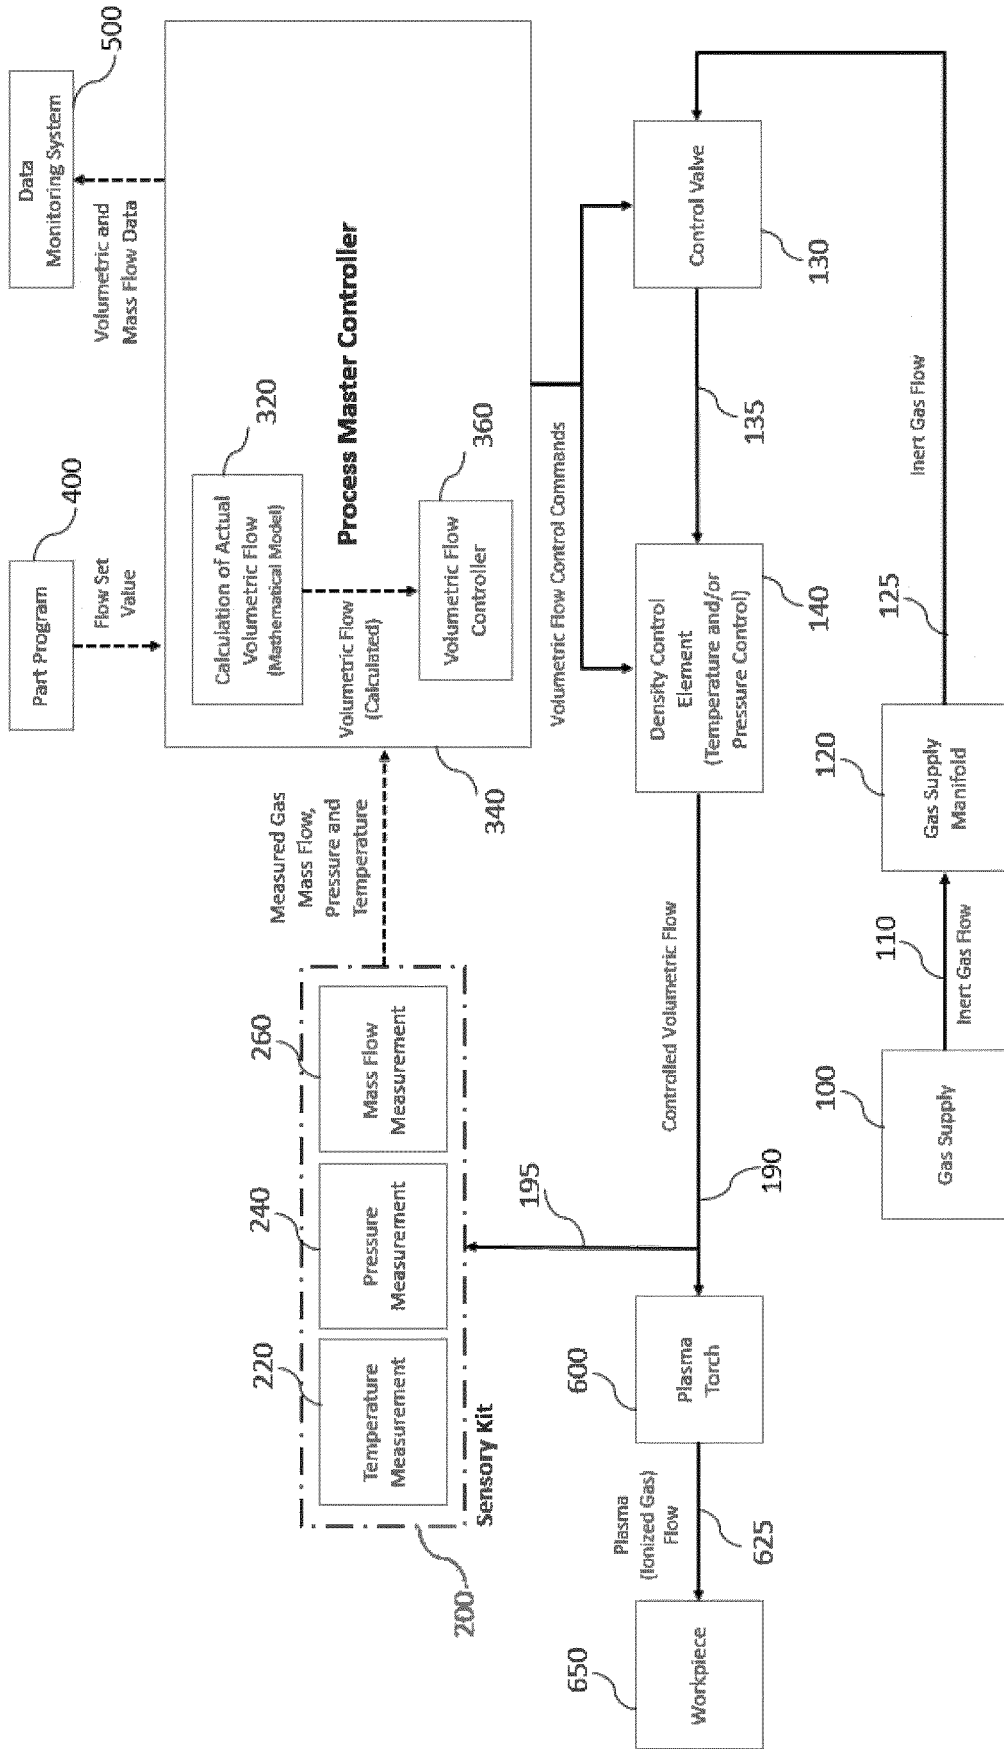 Part Program
400
Flow Set
Value
Data
Monitoring System
500
Volumetric and
Mass Flow Data
Calculation of Actual
Volumetric Flow
(Mathematical Model)
320
Volumetric Flow
(Calculated)
Volumetric Flow
Controller
360
Process Master Controller
340
Measured Gas
Mass Flow,
Pressure and
Temperature
Temperature
Measurement
220
Pressure
Measurement
240
Mass Flow
Measurement
260
Sensory Kit
200
Volumetric Flow Control Commands
Workpiece
650
Plasma
(Ionized Gas)
Flow
625
Plasma
Torch
600
195
190
Controlled Volumetric Flow
Density Control
Element
(Temperature and/or
Pressure Control)
140
135
Control Valve
130
Gas Supply
100
110
Inert Gas Flow
Gas Supply
Manifold
120
125
Inert Gas Flow